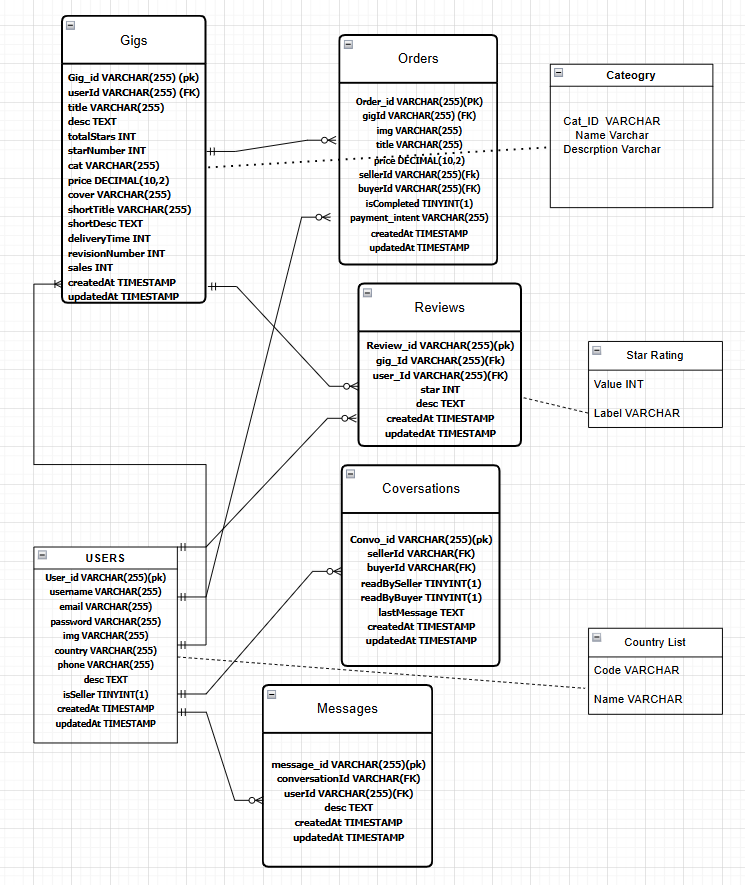 Gigs
Gig_id VARCHAR(255) (pk)
userId VARCHAR(255) (FK)
title VARCHAR(255)
desc TEXT
totalStars INT
starNumber INT
cat VARCHAR(255)
price DECIMAL(10,2)
cover VARCHAR(255)
shortTitle VARCHAR(255)
shortDesc TEXT
deliveryTime INT
revisionNumber INT
sales INT
createdAt TIMESTAMP
updatedAt TIMESTAMP
Orders
Order_id VARCHAR(255)(PK)
gigId VARCHAR(255) (FK)
img VARCHAR(255)
title VARCHAR(255)
price DECIMAL(10,2)
sellerId VARCHAR(255)(Fk)
buyerId VARCHAR(255)(FK)
isCompleted TINYINT(1)
payment_intent VARCHAR(255)
createdAt TIMESTAMP
updatedAt TIMESTAMP
Cateogry
Cat_ID VARCHAR
Name Varchar
Descrption Varchar
Reviews
Review_id VARCHAR(255)(pk)
gig_Id VARCHAR(255)(Fk)
user_Id VARCHAR(255)(FK)
star INT
desc TEXT
createdAt TIMESTAMP
updatedAt TIMESTAMP
Star Rating
Value INT
Label VARCHAR
Coversations
Convo_id VARCHAR(255)(pk)
sellerId VARCHAR(FK)
buyerId VARCHAR(FK)
readBySeller TINYINT(1)
readByBuyer TINYINT(1)
lastMessage TEXT
createdAt TIMESTAMP
updatedAt TIMESTAMP
USERS
User_id VARCHAR(255)(pk)
username VARCHAR(255)
email VARCHAR(255)
password VARCHAR(255)
img VARCHAR(255)
country VARCHAR(255)
phone VARCHAR(255)
desc TEXT
isSeller TINYINT(1)
createdAt TIMESTAMP
updatedAt TIMESTAMP
Country List
Code VARCHAR
Name VARCHAR
Messages
message_id VARCHAR(255)(pk)
conversationId VARCHAR(FK)
userId VARCHAR(255)(FK)
desc TEXT
createdAt TIMESTAMP
updatedAt TIMESTAMP